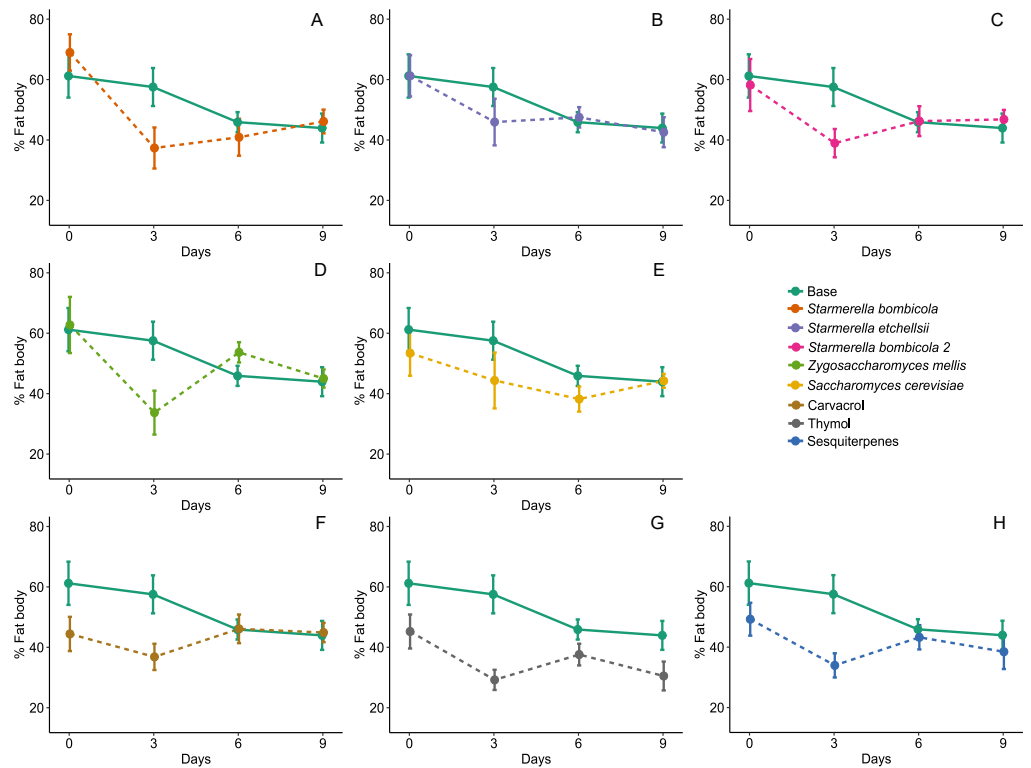 A
80
60
40
20
% Fat body
0 3 6 9
Days
B
80
60
40
20
% Fat body
0 3 6 9
Days
C
80
60
40
20
% Fat body
0 3 6 9
Days
D
80
60
40
20
% Fat body
0 3 6 9
Days
E
80
60
40
20
% Fat body
0 3 6 9
Days
Base
Starmerella bombicola
Starmerella etchellsii
Starmerella bombicola 2
Zygosaccharomyces mellis
Saccharomyces cerevisiae
Carvacrol
Thymol
Sesquiterpenes
F
80
60
40
20
% Fat body
0 3 6 9
Days
G
80
60
40
20
% Fat body
0 3 6 9
Days
H
80
60
40
20
% Fat body
0 3 6 9
Days